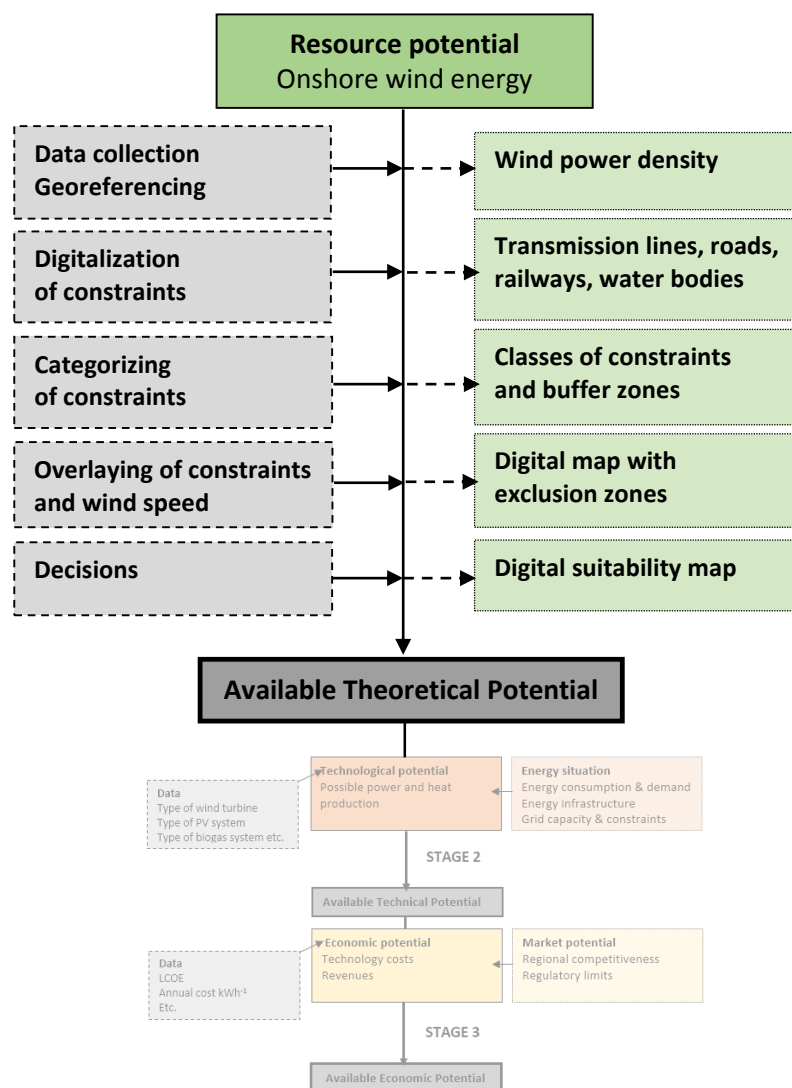 Resource potential
Onshore wind energy
Data collection
Georeferencing
Wind power density
Digitalization
of constraints
Transmission lines, roads,
railways, water bodies
Categorizing
of constraints
Classes of constraints
and buffer zones
Overlaying of constraints
and wind speed
Digital map with
exclusion zones
Decisions
Digital suitability map
Available Theoretical Potential
Data
Type of wind turbine
Type of PV system
Type of biogas system etc.
Technological potential
Possible power and heat
production
Energy situation
Energy consumption & demand
Energy infrastructure
Grid capacity & constraints
STAGE 2
Available Technical Potential
Data
LCOE
Annual cost kWh⁻¹
Etc.
Economic potential
Technology costs
Revenues
Market potential
Regional competitiveness
Regulatory limits
STAGE 3
Available Economic Potential